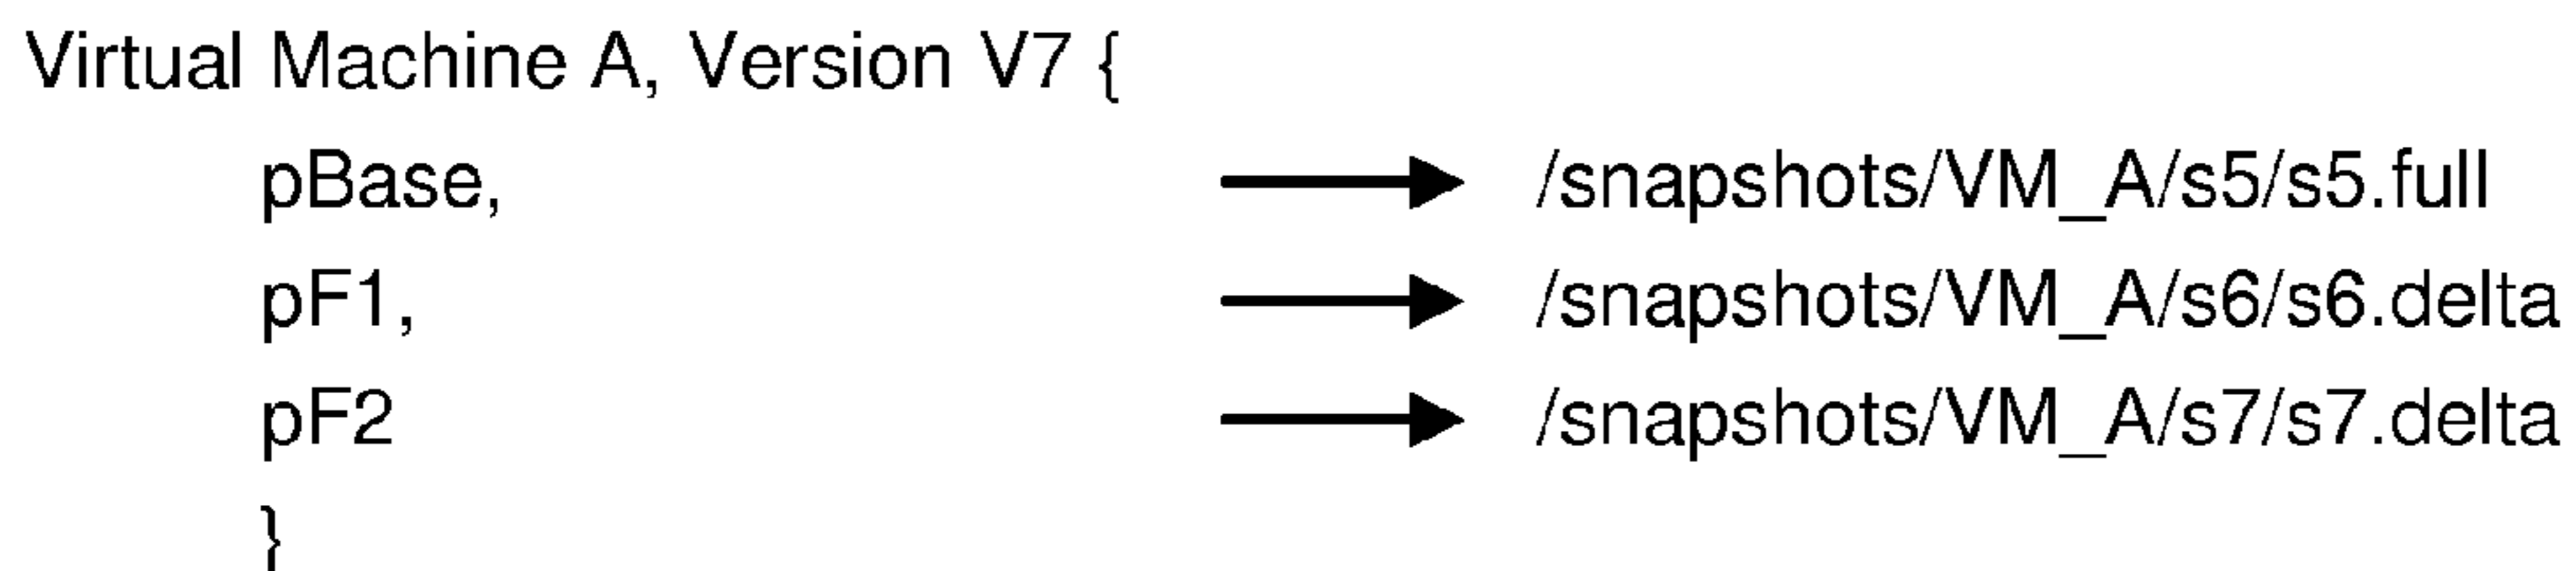 Virtual Machine A, Version V7 {
pBase, /snapshots/VM_A/s5/s5.full
pF1, /snapshots/VM_A/s6/s6.delta
pF2 /snapshots/VM_A/s7/s7.delta
}